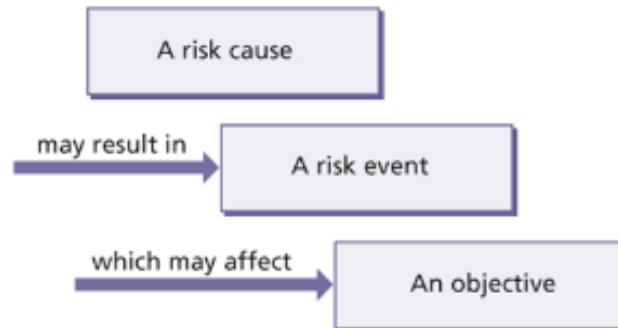 A risk cause
may result in
A risk event
which may affect
An objective